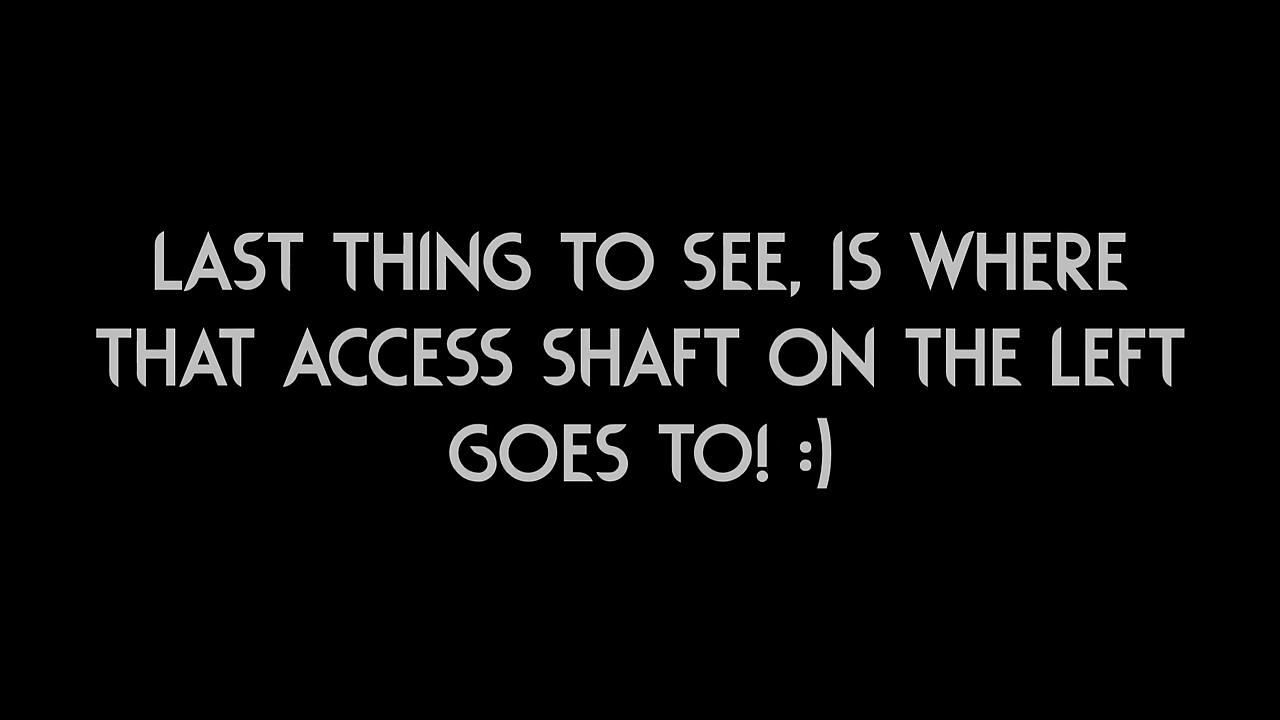 LAST THING TO SEE, IS WHERE
THAT ACCESS SHAFT ON THE LEFT
GOES TO! :)